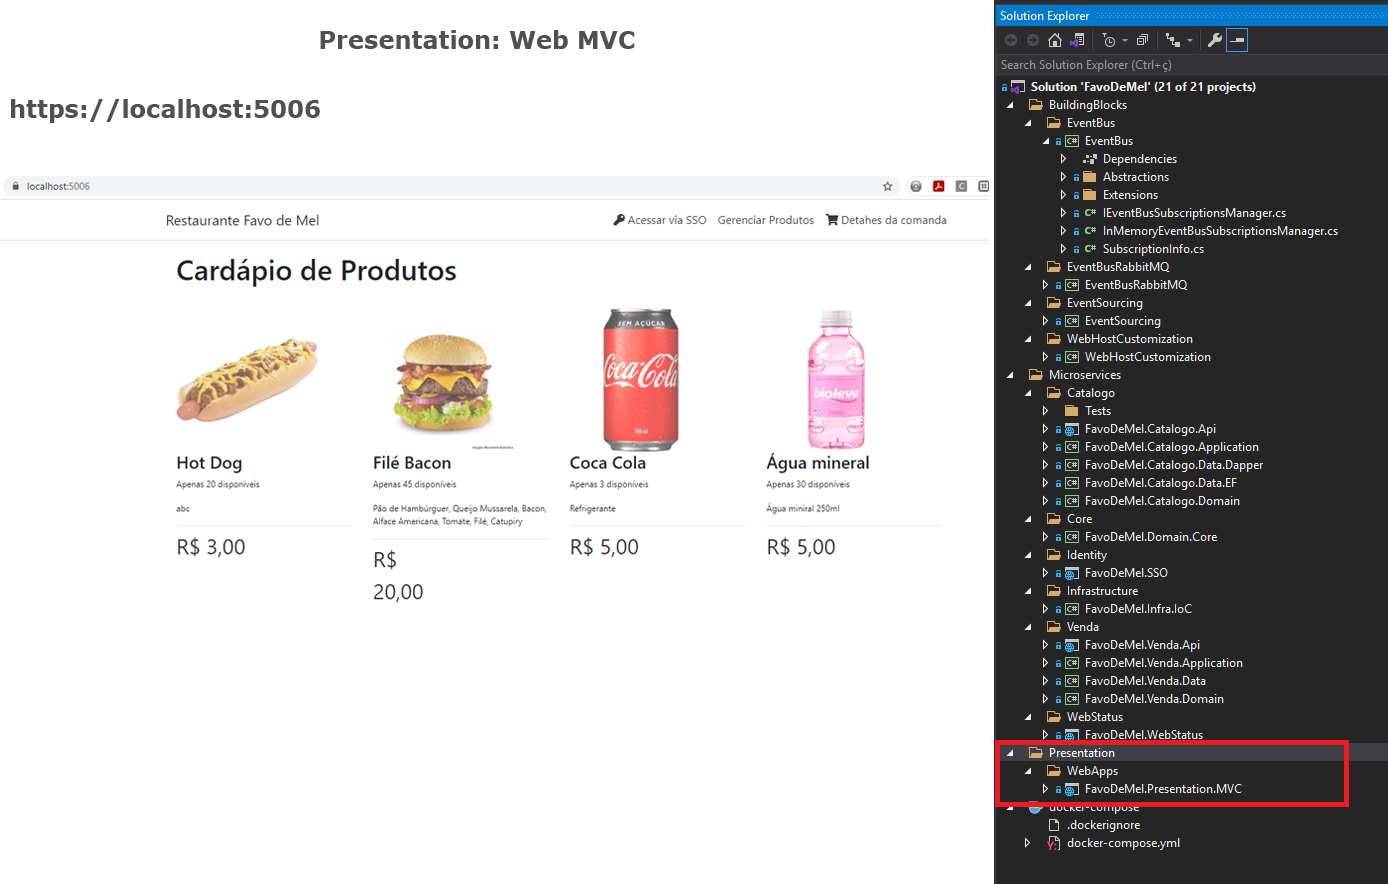 Presentation: Web MVC
https://localhost:5006
localhost:5006
Restaurante Favo de Mel
Acessar via SSO
Gerenciar Produtos
Detahes da comanda
Cardápio de Produtos
SEM AÇÚCAR
Coca-Cola
350 ml
bioleve
Hot Dog
Apenas 20 disponíveis
abc
R$ 3,00
Filé Bacon
Apenas 45 disponíveis
Pão de Hambúrguer, Queijo Mussarela, Bacon,
Alface Americana, Tomate, Filé, Catupiry
R$
20,00
Coca Cola
Apenas 3 disponíveis
Refrigerante
R$ 5,00
Água mineral
Apenas 30 disponíveis
Água miniral 250ml
R$ 5,00
Solution Explorer
Search Solution Explorer (Ctrl+ç)
Solution 'FavoDeMel' (21 of 21 projects)
BuildingBlocks
EventBus
C# EventBus
Dependencies
Abstractions
Extensions
C# IEventBusSubscriptionsManager.cs
C# InMemoryEventBusSubscriptionsManager.cs
C# SubscriptionInfo.cs
EventBusRabbitMQ
C# EventBusRabbitMQ
EventSourcing
C# EventSourcing
WebHostCustomization
C# WebHostCustomization
Microservices
Catalogo
Tests
FavoDeMel.Catalogo.Api
C# FavoDeMel.Catalogo.Application
C# FavoDeMel.Catalogo.Data.Dapper
C# FavoDeMel.Catalogo.Data.EF
C# FavoDeMel.Catalogo.Domain
Core
C# FavoDeMel.Domain.Core
Identity
FavoDeMel.SSO
Infrastructure
C# FavoDeMel.Infra.IoC
Venda
FavoDeMel.Venda.Api
C# FavoDeMel.Venda.Application
C# FavoDeMel.Venda.Data
C# FavoDeMel.Venda.Domain
WebStatus
FavoDeMel.WebStatus
Presentation
WebApps
FavoDeMel.Presentation.MVC
docker-compose
.dockerignore
docker-compose.yml